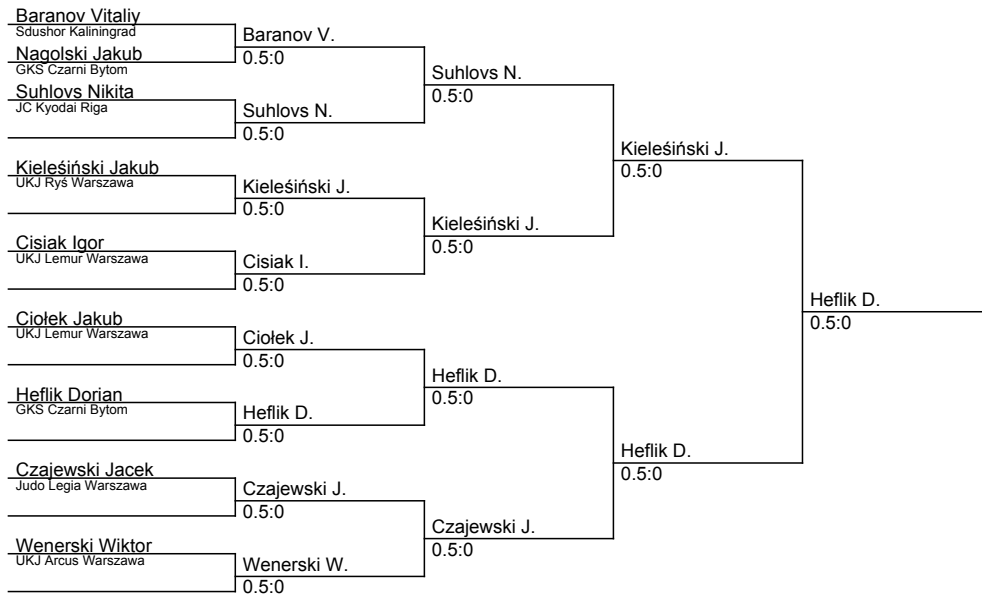 Baranov Vitaliy
Sdushor Kaliningrad
Nagolski Jakub
GKS Czarni Bytom
Suhlovs Nikita
JC Kyodai Riga
Kieleśiński Jakub
UKJ Ryś Warszawa
Cisiak Igor
UKJ Lemur Warszawa
Ciołek Jakub
UKJ Lemur Warszawa
Heflik Dorian
GKS Czarni Bytom
Czajewski Jacek
Judo Legia Warszawa
Wenerski Wiktor
UKJ Arcus Warszawa
Baranov V.
0.5:0
Suhlovs N.
0.5:0
Kieleśiński J.
0.5:0
Cisiak I.
0.5:0
Ciołek J.
0.5:0
Heflik D.
0.5:0
Czajewski J.
0.5:0
Wenerski W.
0.5:0
Suhlovs N.
0.5:0
Kieleśiński J.
0.5:0
Heflik D.
0.5:0
Czajewski J.
0.5:0
Kieleśiński J.
0.5:0
Heflik D.
0.5:0
Heflik D.
0.5:0